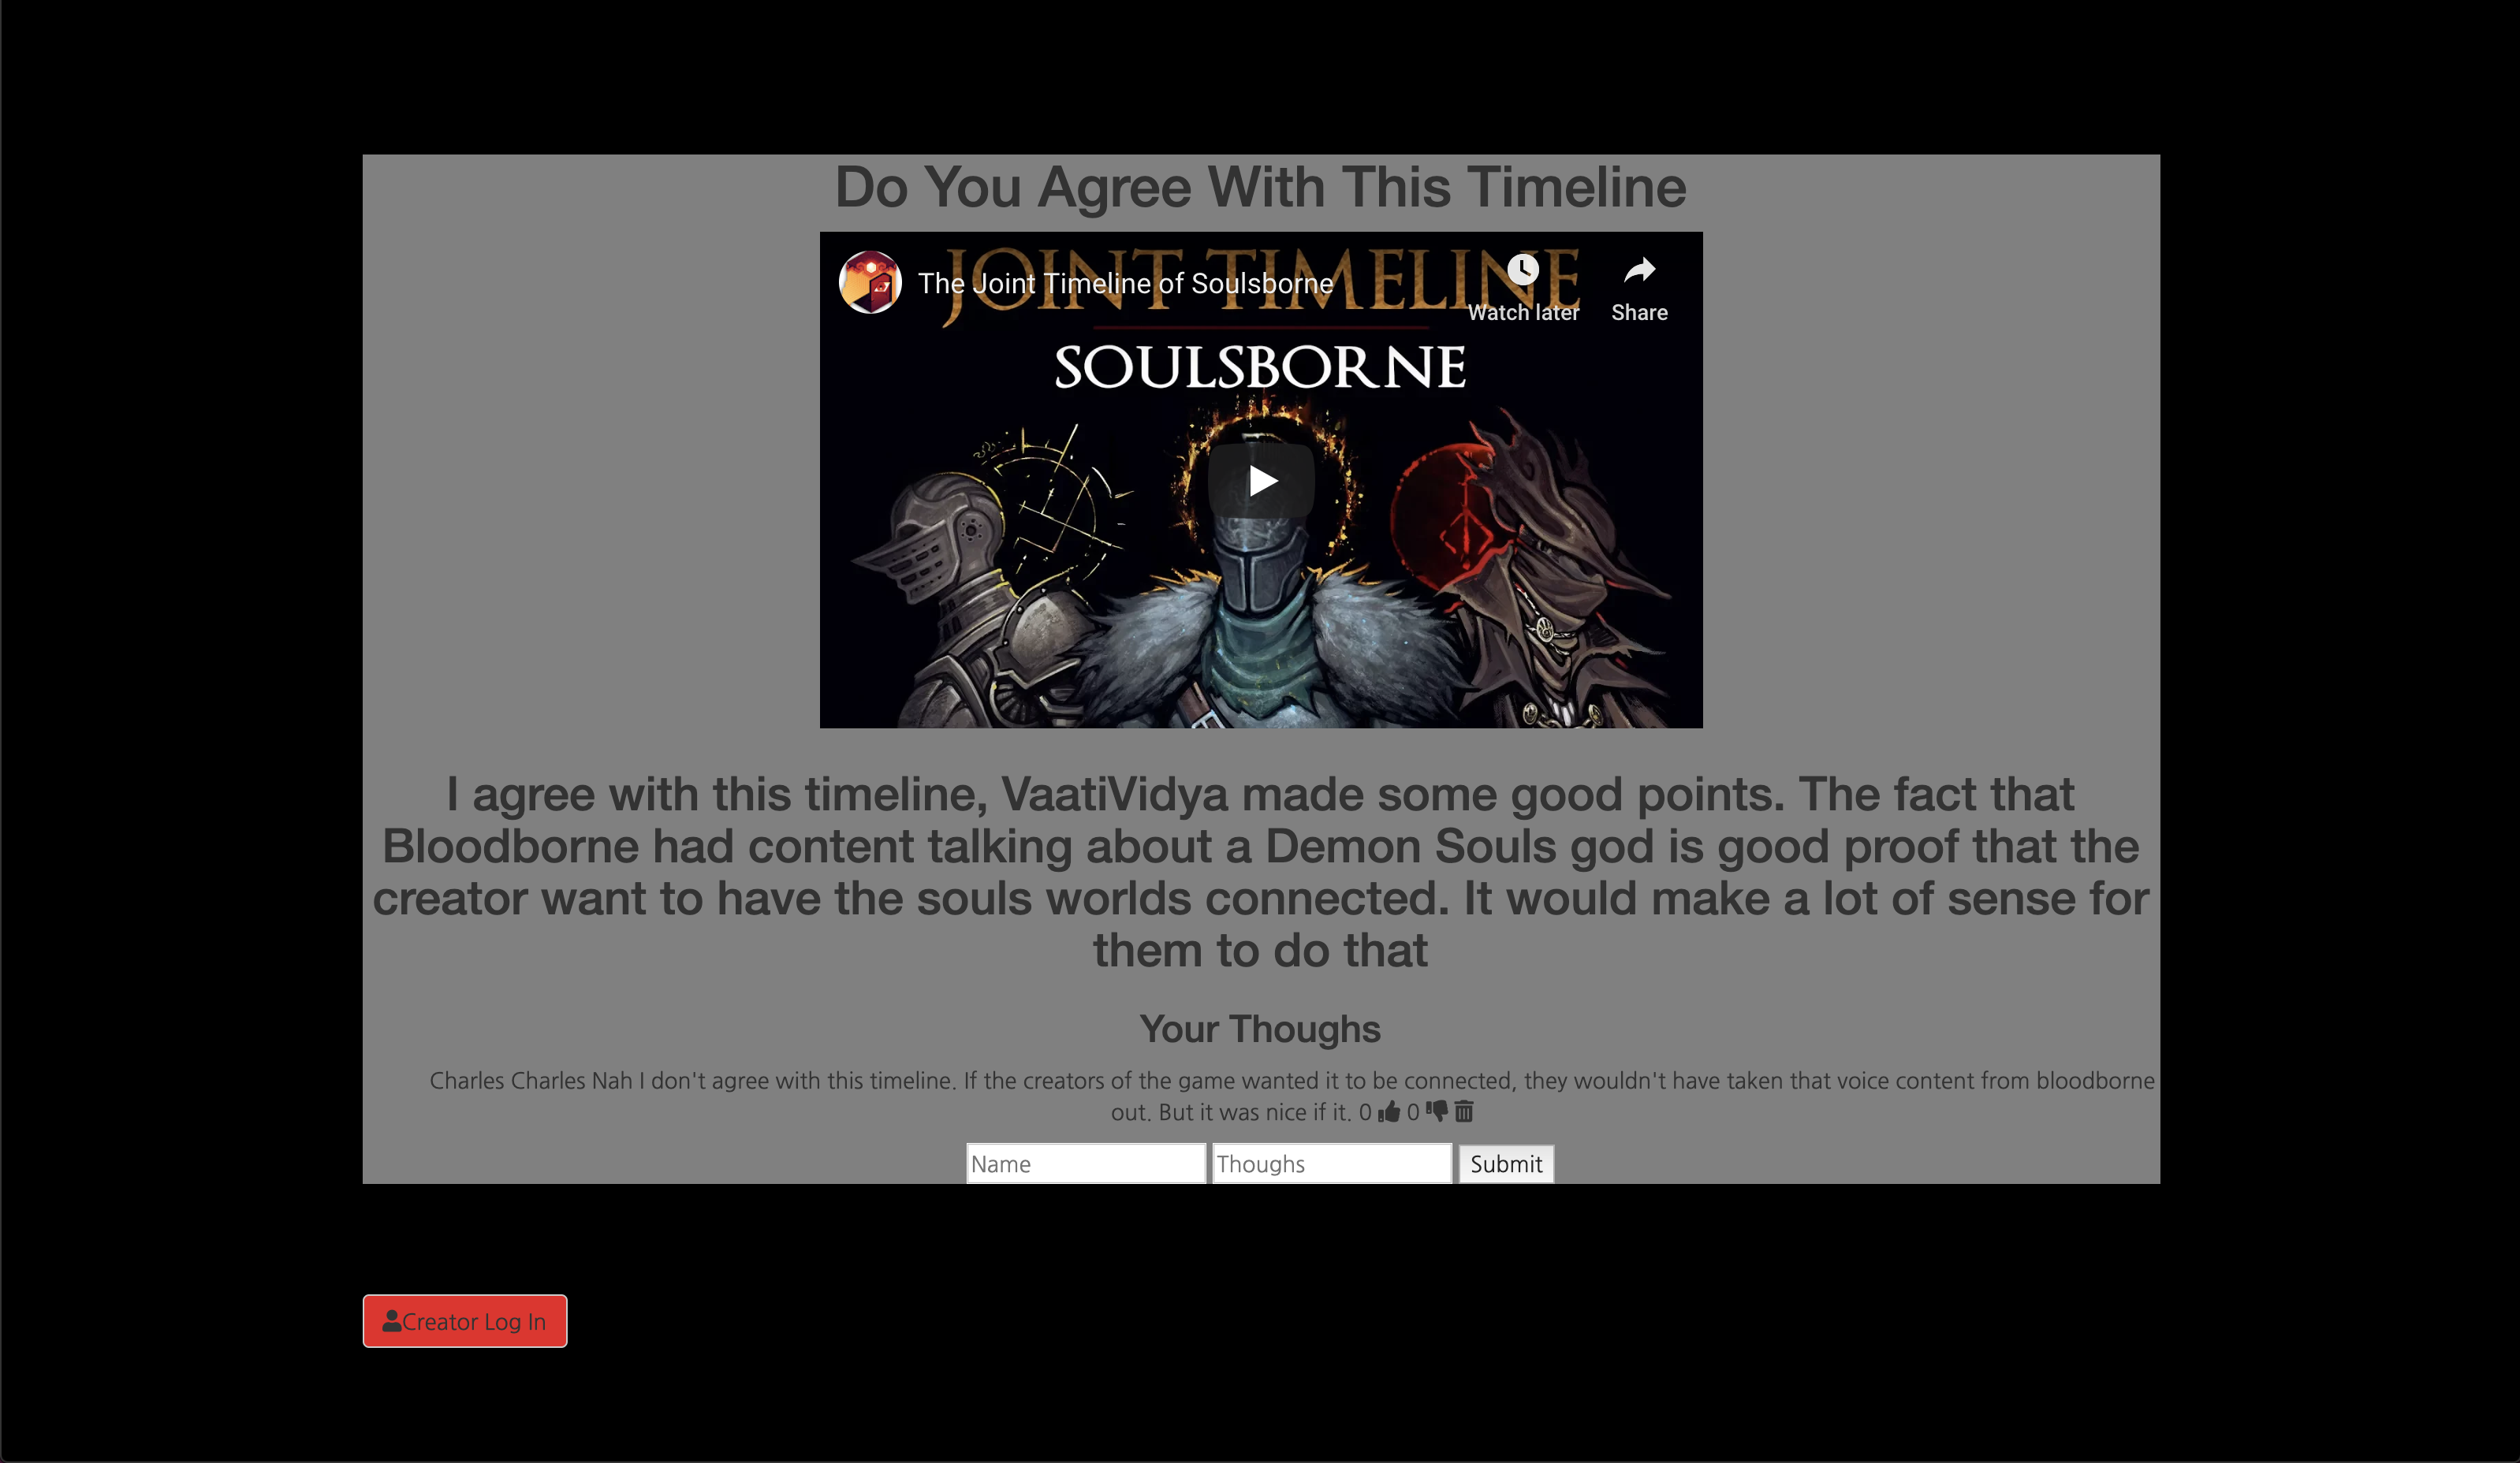 Do You Agree With This Timeline
JOINT TIMELINE
The Joint Timeline of Soulsborne
Watch later
Share
SOULSBORNE
I agree with this timeline, VaatiVidya made some good points. The fact that
Bloodborne had content talking about a Demon Souls god is good proof that the
creator want to have the souls worlds connected. It would make a lot of sense for
them to do that
Your Thoughs
Charles Charles Nah I don't agree with this timeline. If the creators of the game wanted it to be connected, they wouldn't have taken that voice content from bloodborne
out. But it was nice if it. 0 0
Name Thoughs Submit
Creator Log In